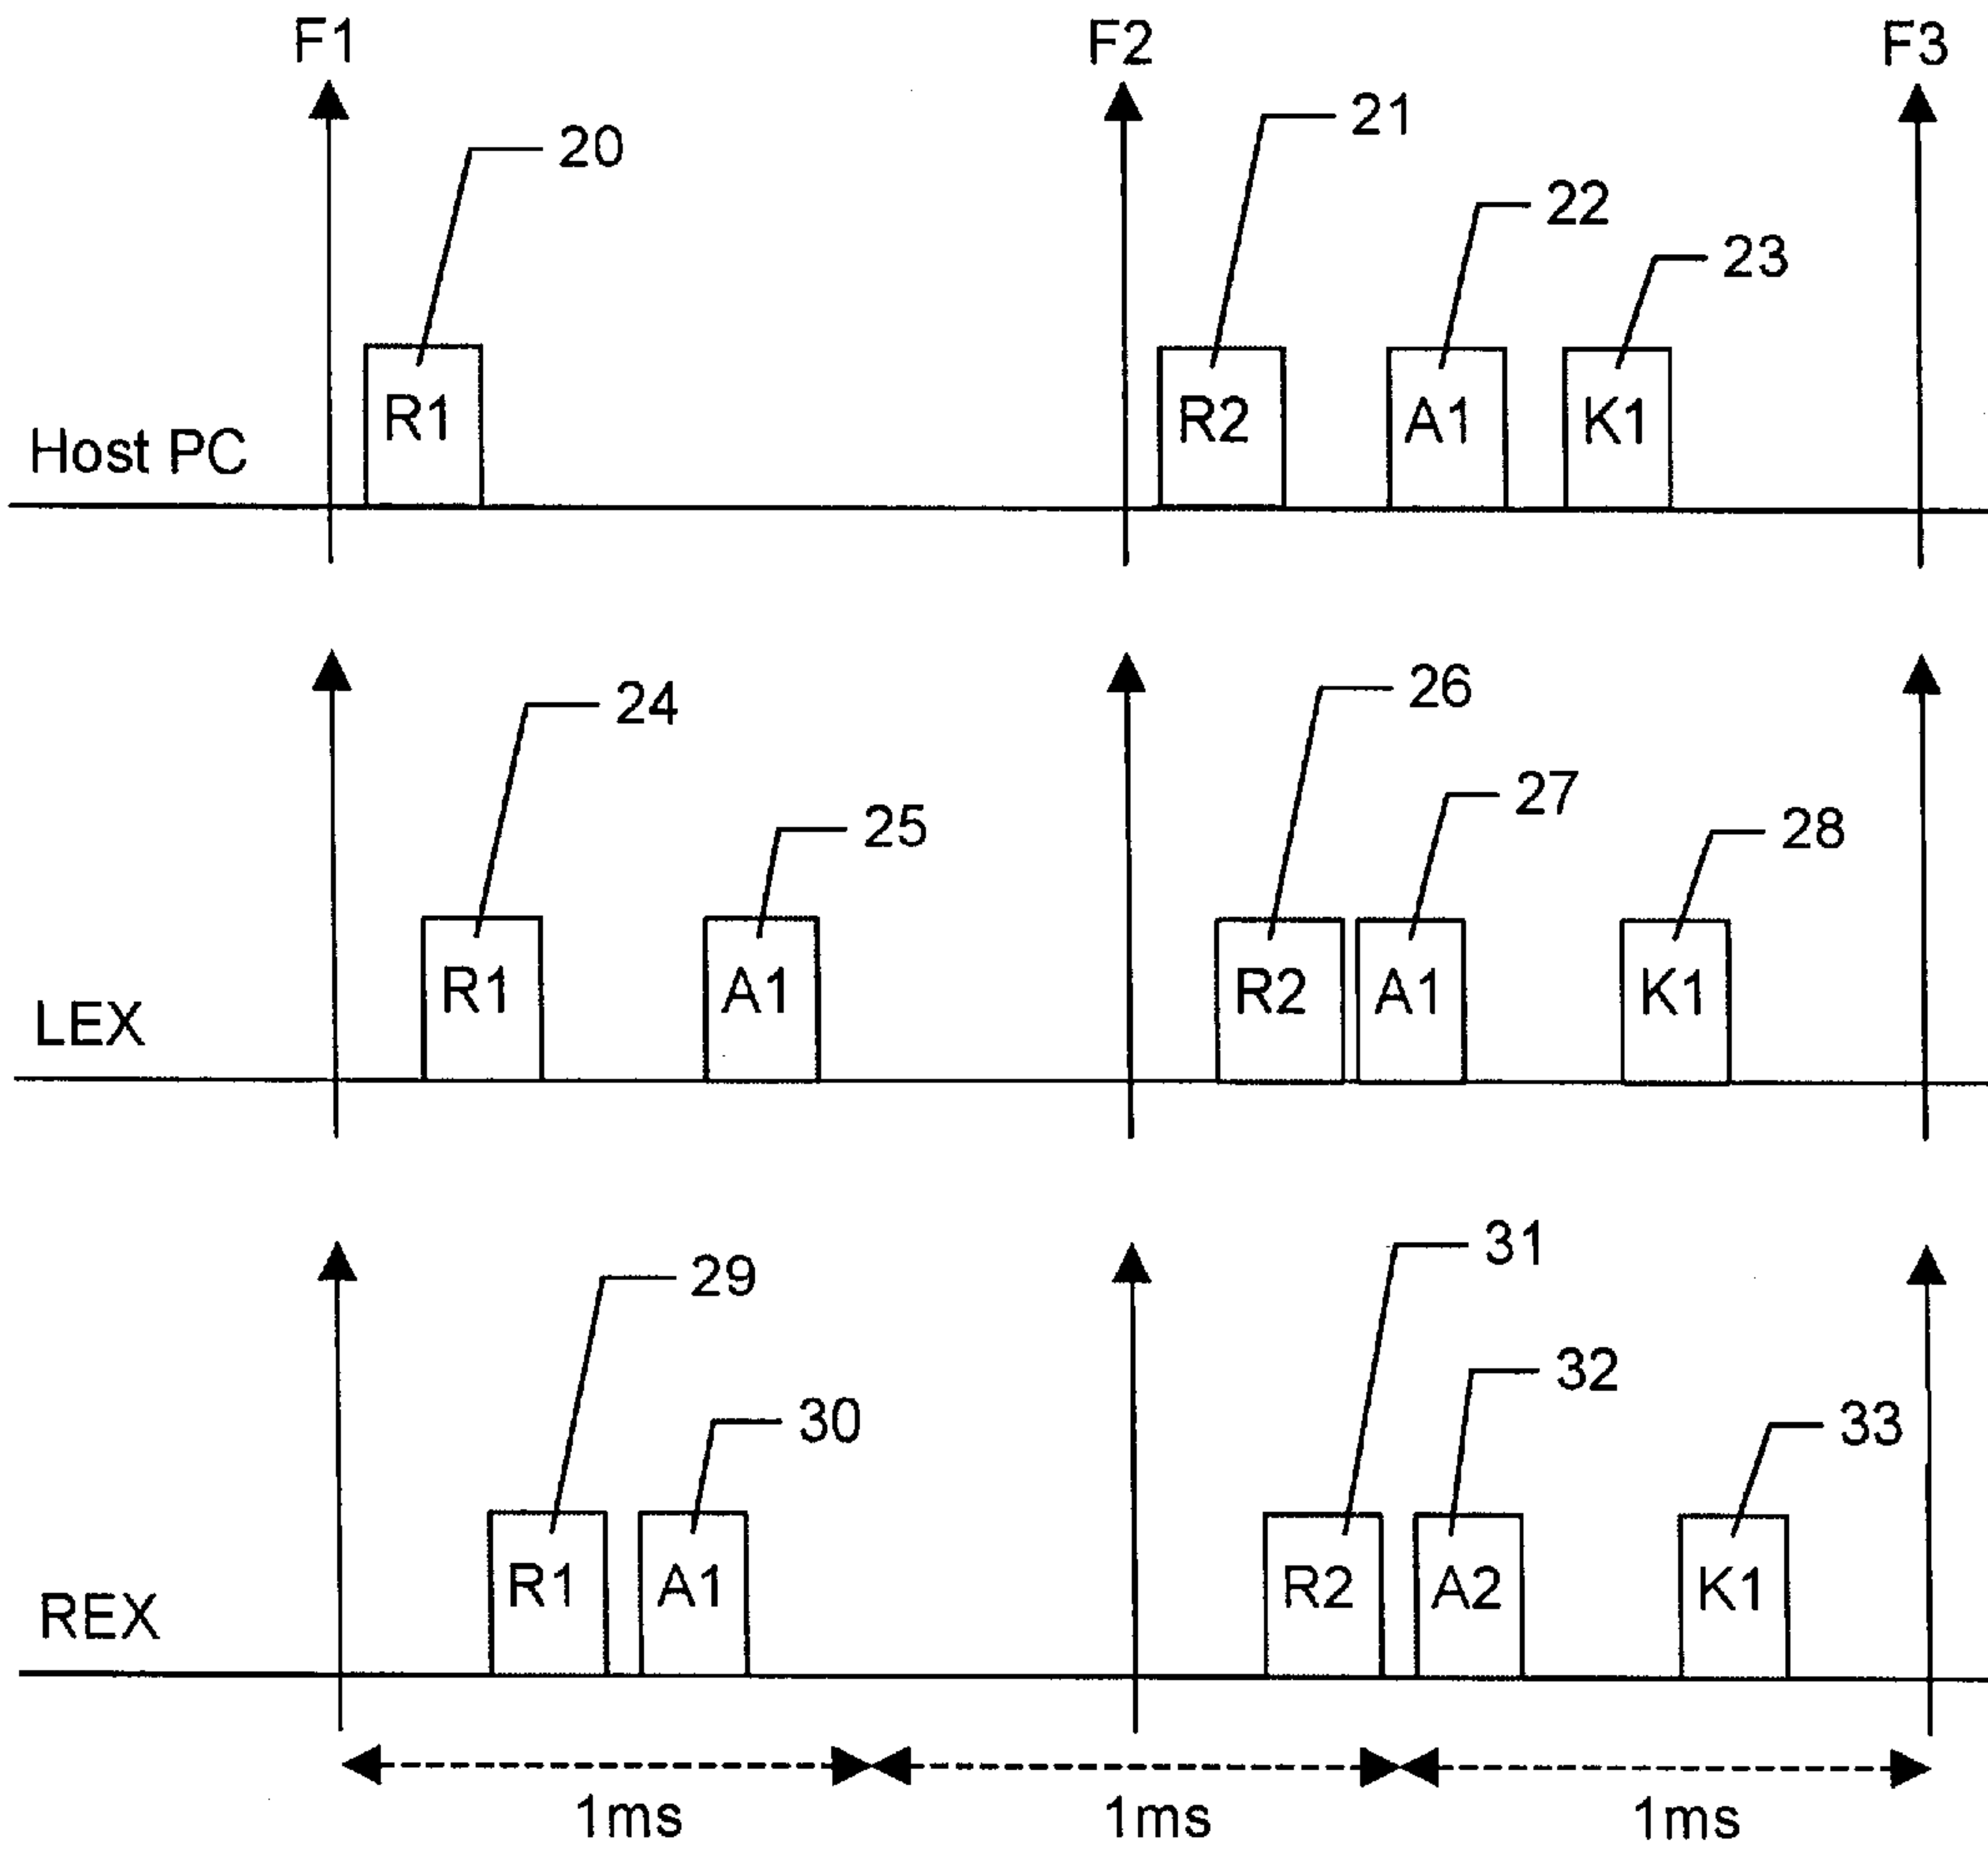 F1 F2 F3
20 21 22 23
Host PC R1 R2 A1 K1
24 25 26 27 28
LEX R1 A1 R2 A1 K1
29 30 31 32 33
REX R1 A1 R2 A2 K1
1ms 1ms 1ms